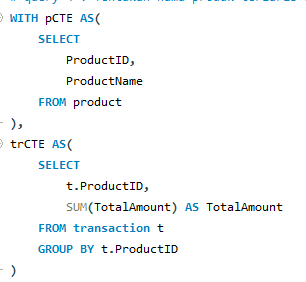 WITH pCTE AS(
    SELECT
        ProductID,
        ProductName
    FROM product
),
trCTE AS(
    SELECT
        t.ProductID,
        SUM(TotalAmount) AS TotalAmount
    FROM transaction t
    GROUP BY t.ProductID
)